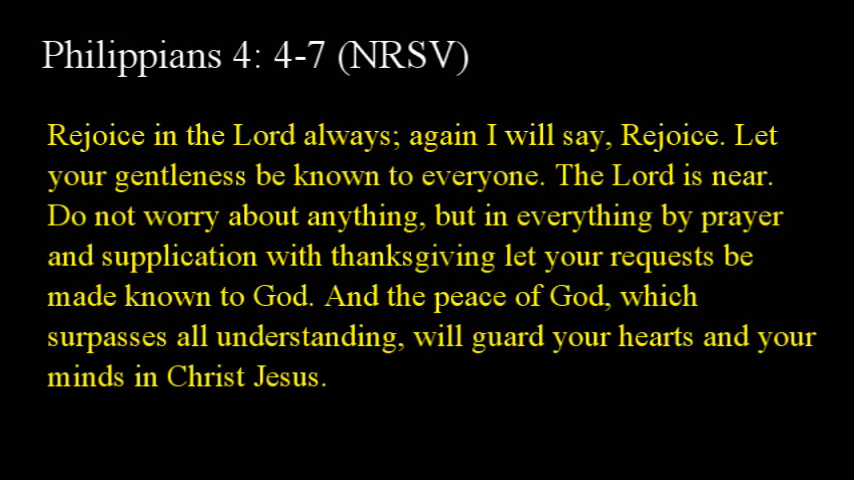 Philippians 4: 4-7 (NRSV)
Rejoice in the Lord always; again I will say, Rejoice. Let
your gentleness be known to everyone. The Lord is near.
Do not worry about anything, but in everything by prayer
and supplication with thanksgiving let your requests be
made known to God. And the peace of God, which
surpasses all understanding, will guard your hearts and your
minds in Christ Jesus.